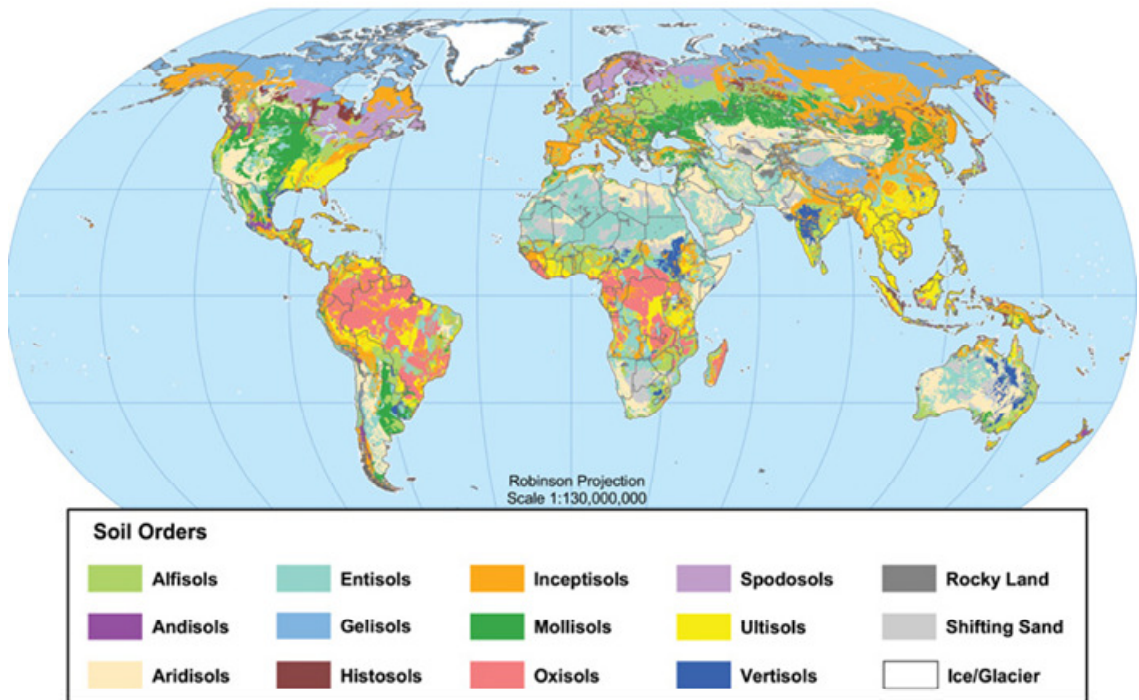 Robinson Projection
Scale 1:130,000,000
Soil Orders
Alfisols Entisols Inceptisols Spodosols Rocky Land
Andisols Gelisols Mollisols Ultisols Shifting Sand
Aridisols Histosols Oxisols Vertisols Ice/Glacier